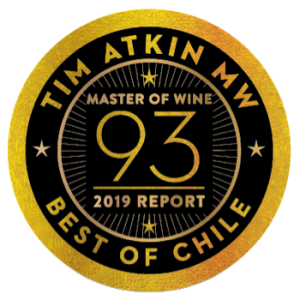 TIM ATKIN MW
MASTER OF WINE
93
2019 REPORT
BEST OF CHILE